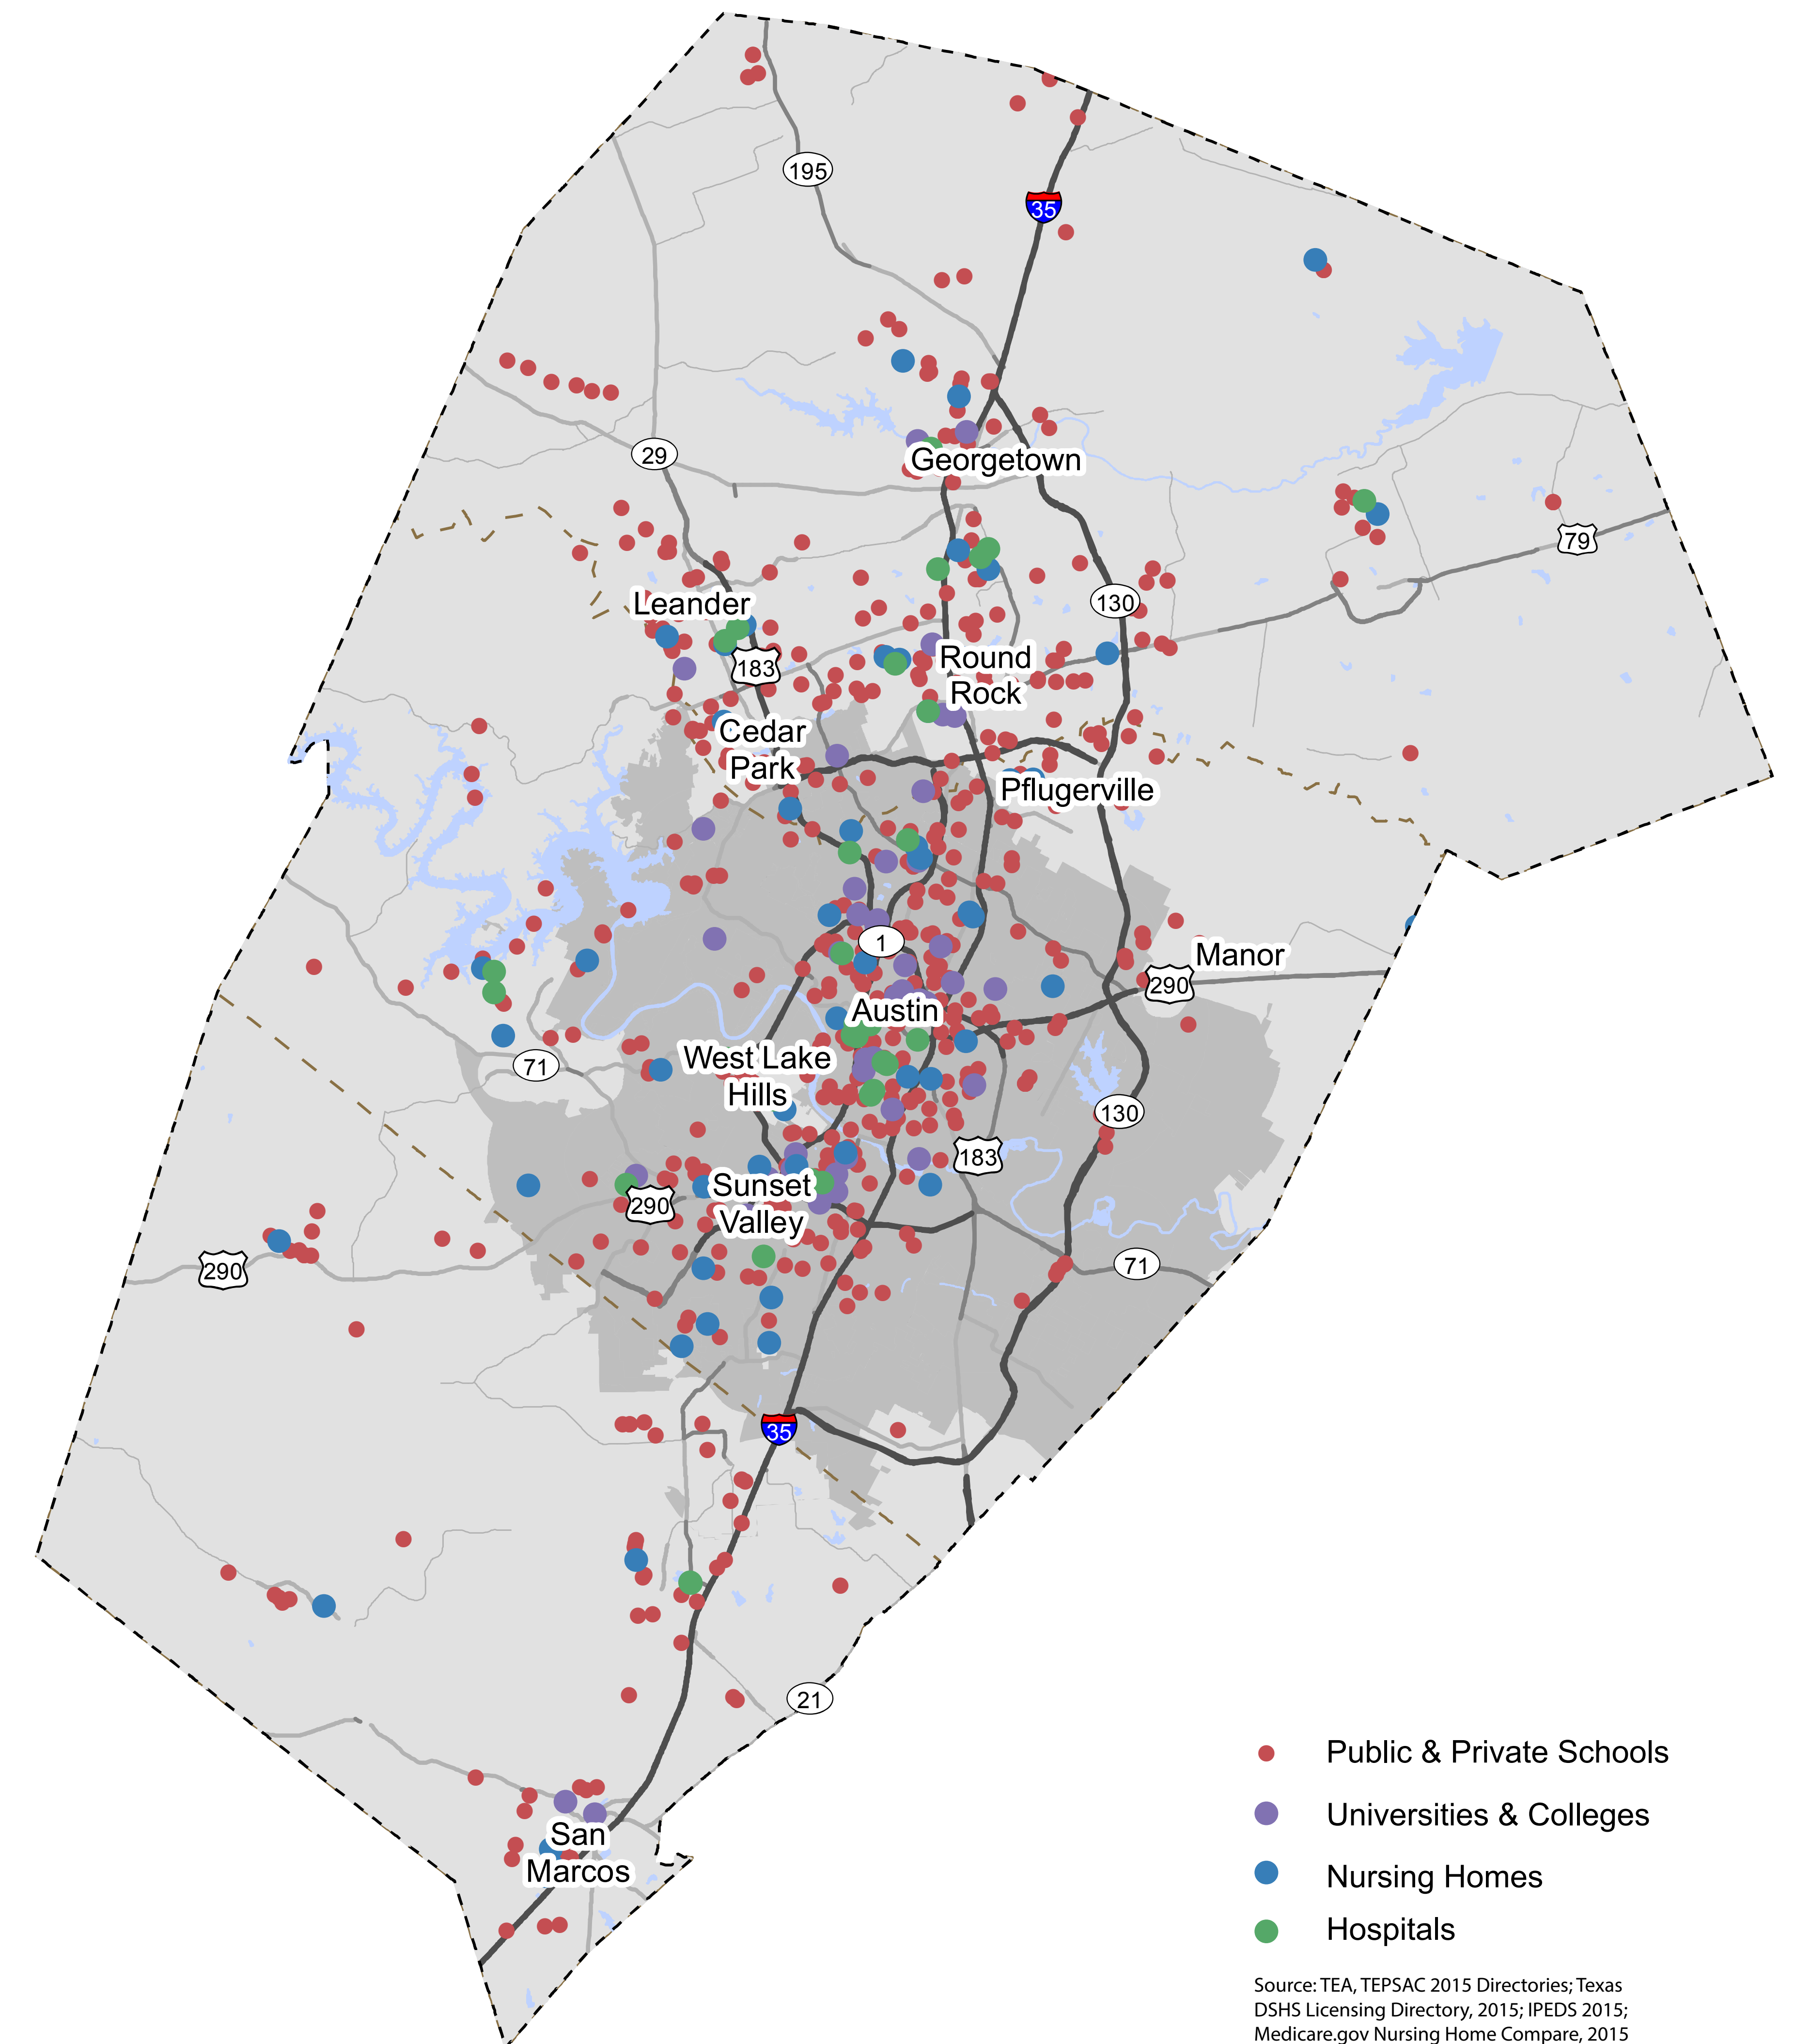 195
35
29
Georgetown
79
Leander
130
183
Round
Rock
Cedar
Park
Pflugerville
1
Manor
290
Austin
West Lake
Hills
71
130
183
Sunset
Valley
290
290
71
35
21
San
Marcos
Public & Private Schools
Universities & Colleges
Nursing Homes
Hospitals
Source: TEA, TEPSAC 2015 Directories; Texas
DSHS Licensing Directory, 2015; IPEDS 2015;
Medicare.gov Nursing Home Compare, 2015